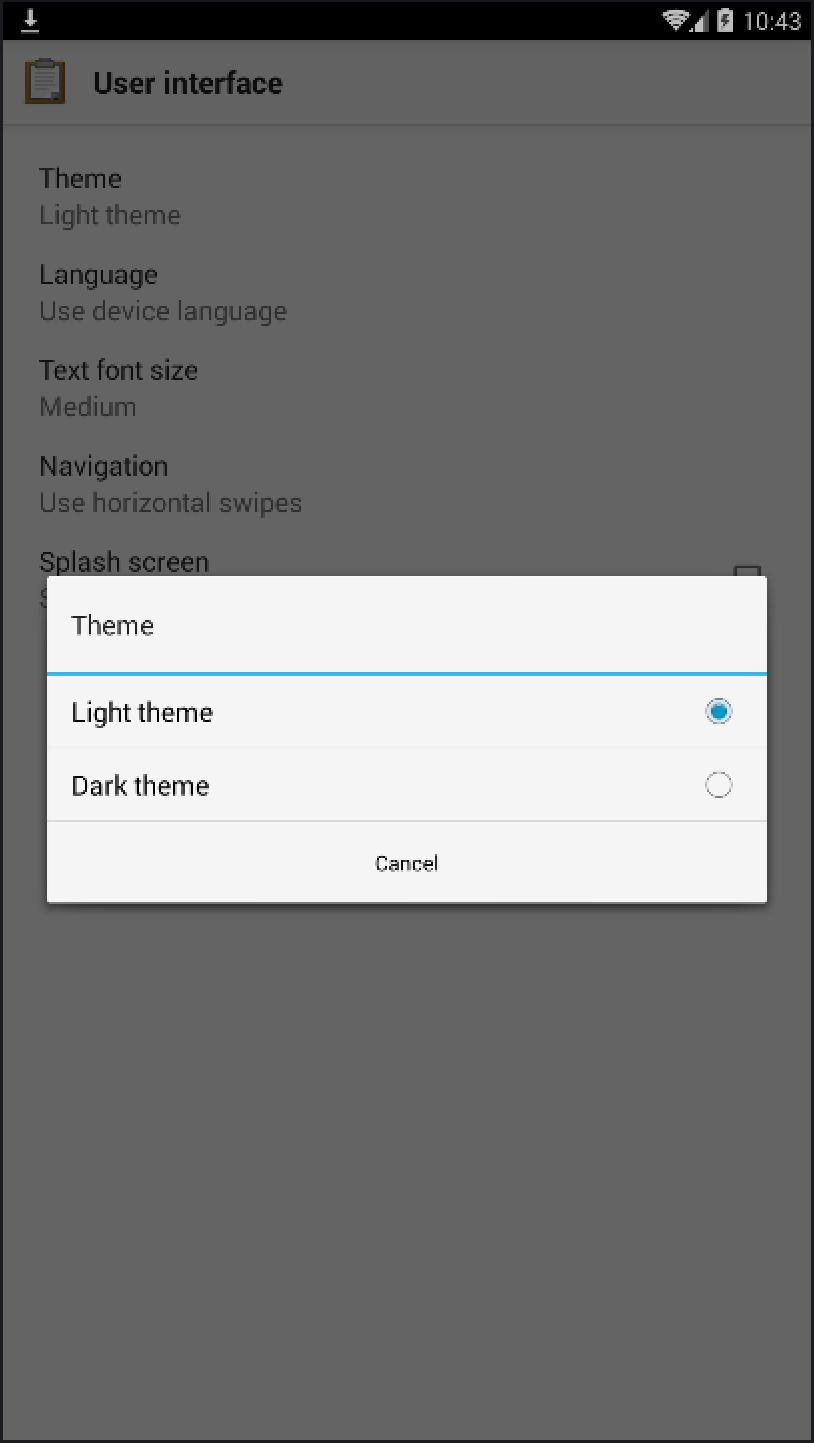 10:43
User interface
Theme
Light theme
Language
Use device language
Text font size
Medium
Navigation
Use horizontal swipes
Splash screen
Theme
Light theme
Dark theme
Cancel